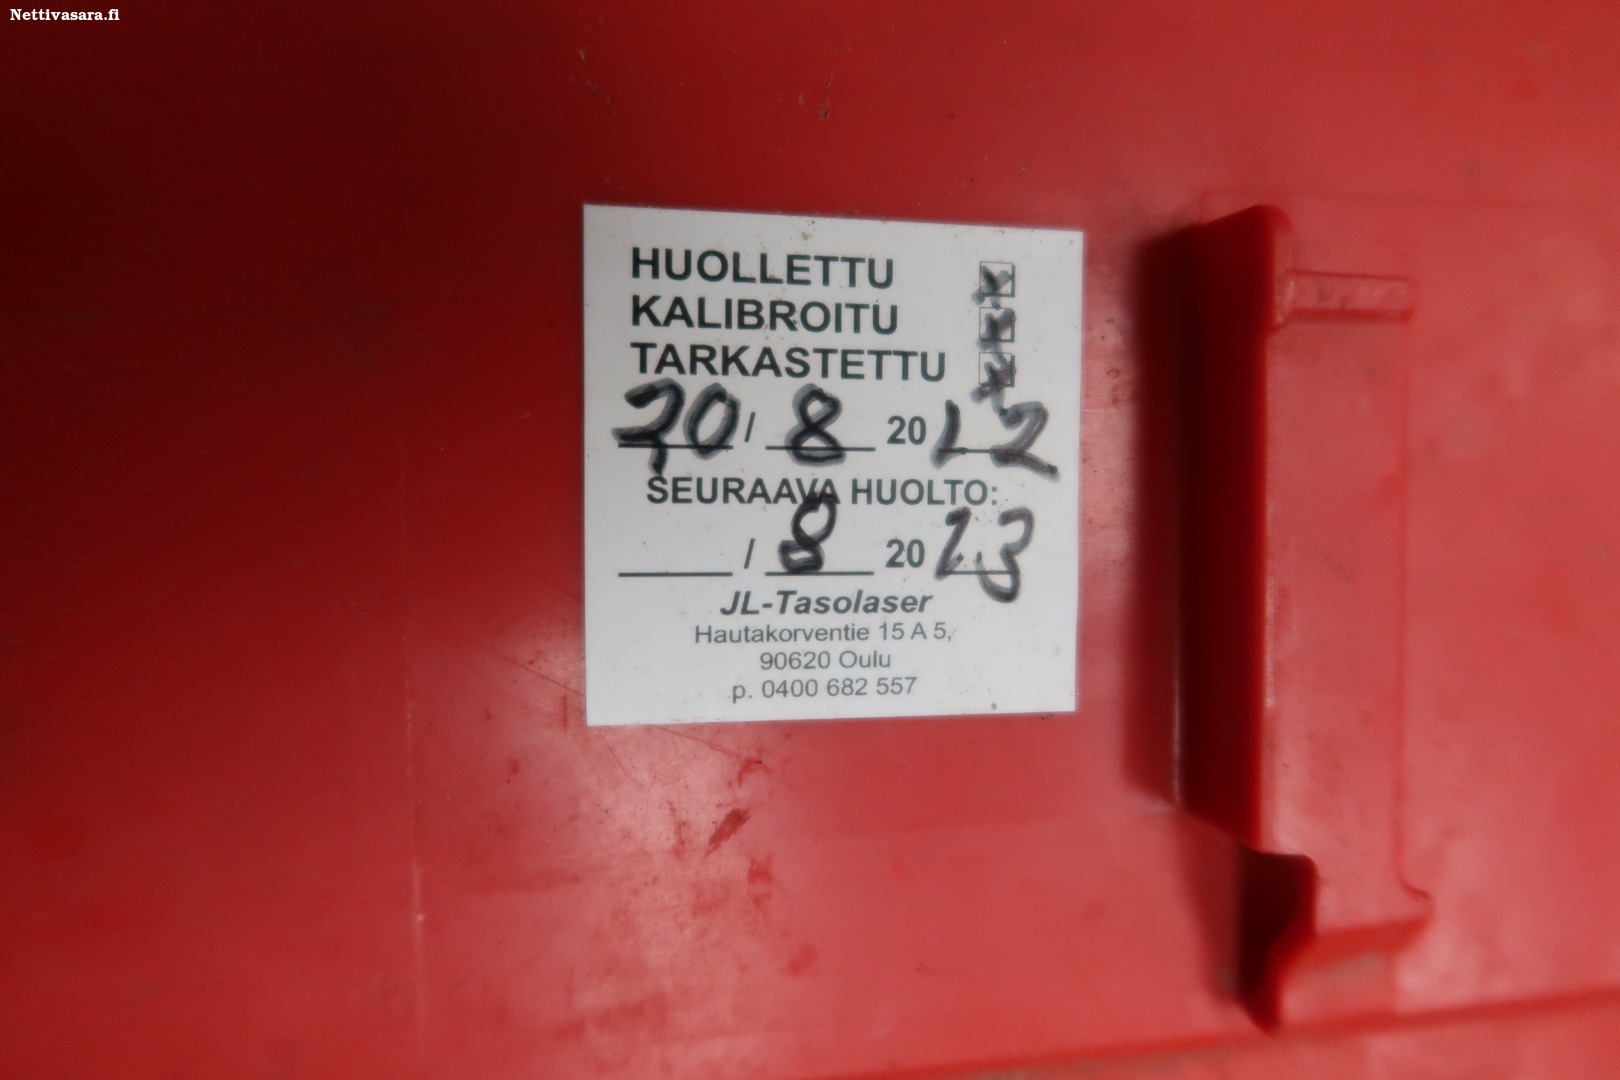 Nettivasara.fi
HUOLLETTU
KALIBROITU
TARKASTETTU
20 / 8 2012
SEURAAVA HUOLTO:
/ 8 2013
JL-Tasolaser
Hautakorventie 15 A 5,
90620 Oulu
p. 0400 682 557